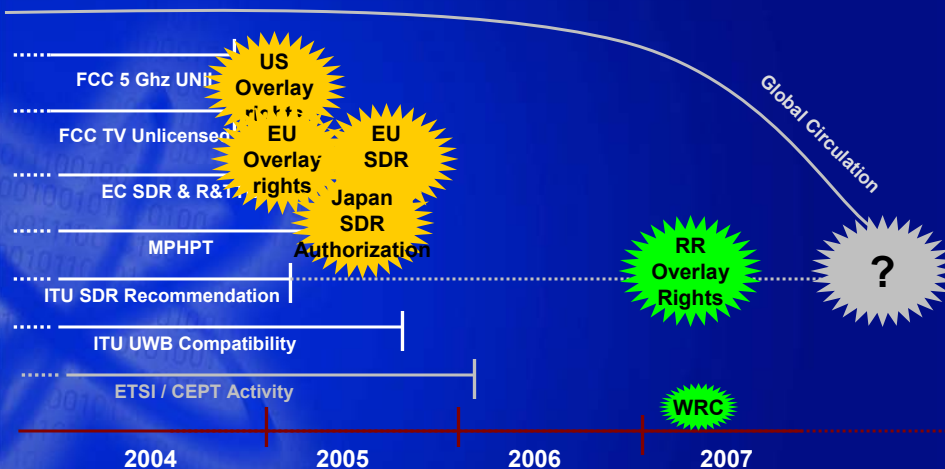 FCC 5 Ghz UNII
US
Overlay
rights
FCC TV Unlicensed
EU
Overlay
rights
EU
SDR
EC SDR & R&T
Japan
SDR
Authorization
MPHPT
ITU SDR Recommendation
ITU UWB Compatibility
ETSI / CEPT Activity
Global Circulation
RR
Overlay
Rights
?
WRC
2004
2005
2006
2007